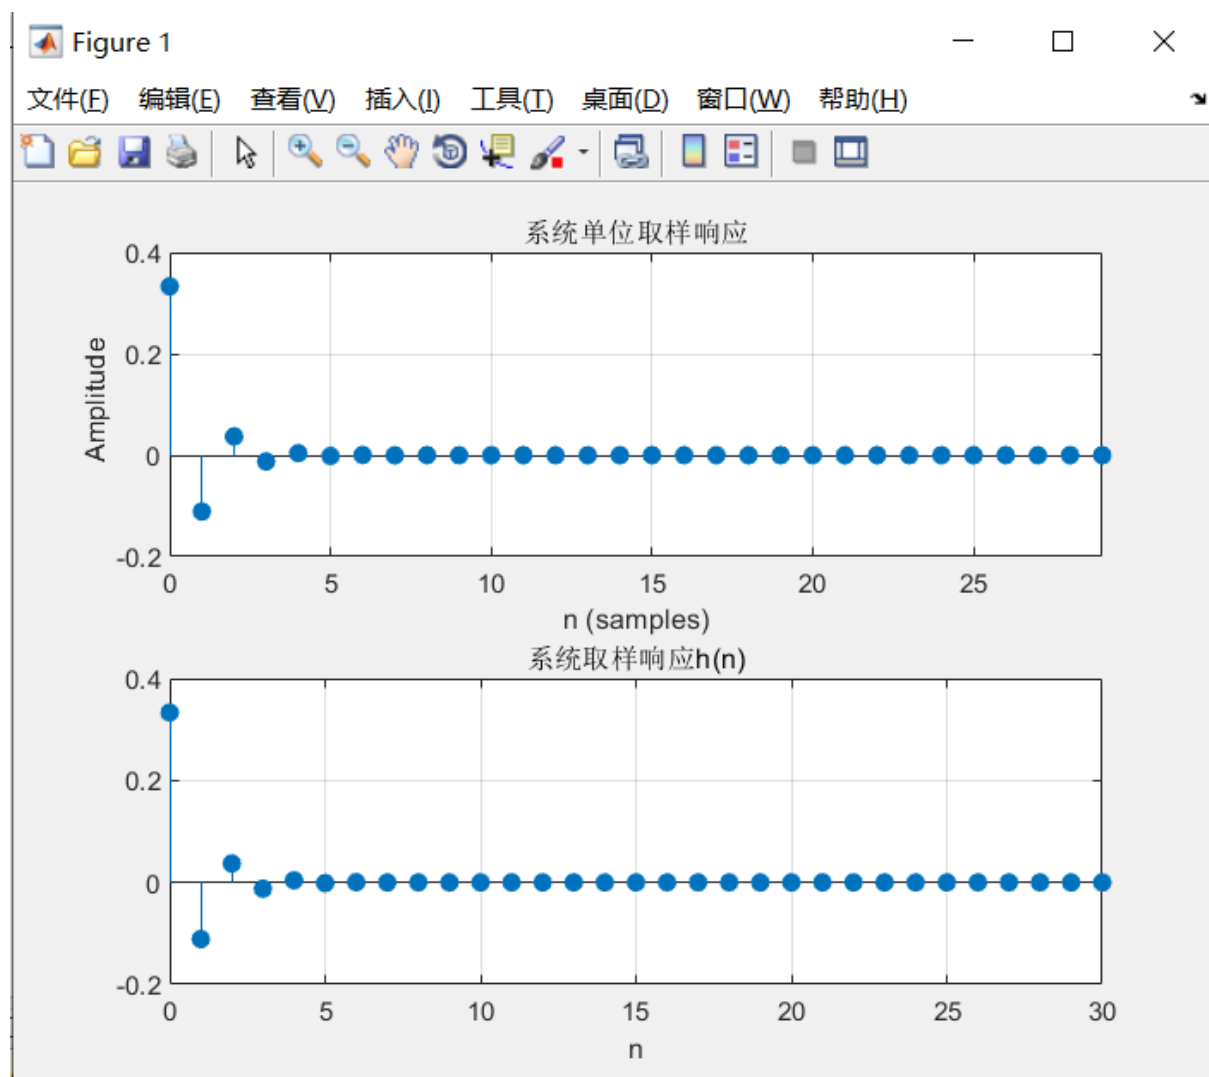 Figure 1
文件(F) 编辑(E) 查看(V) 插入(I) 工具(T) 桌面(D) 窗口(W) 帮助(H)
系统单位取样响应
0.4
0.2
0
-0.2
Amplitude
0 5 10 15 20 25
n (samples)
系统取样响应h(n)
0.4
0.2
0
-0.2
0 5 10 15 20 25 30
n